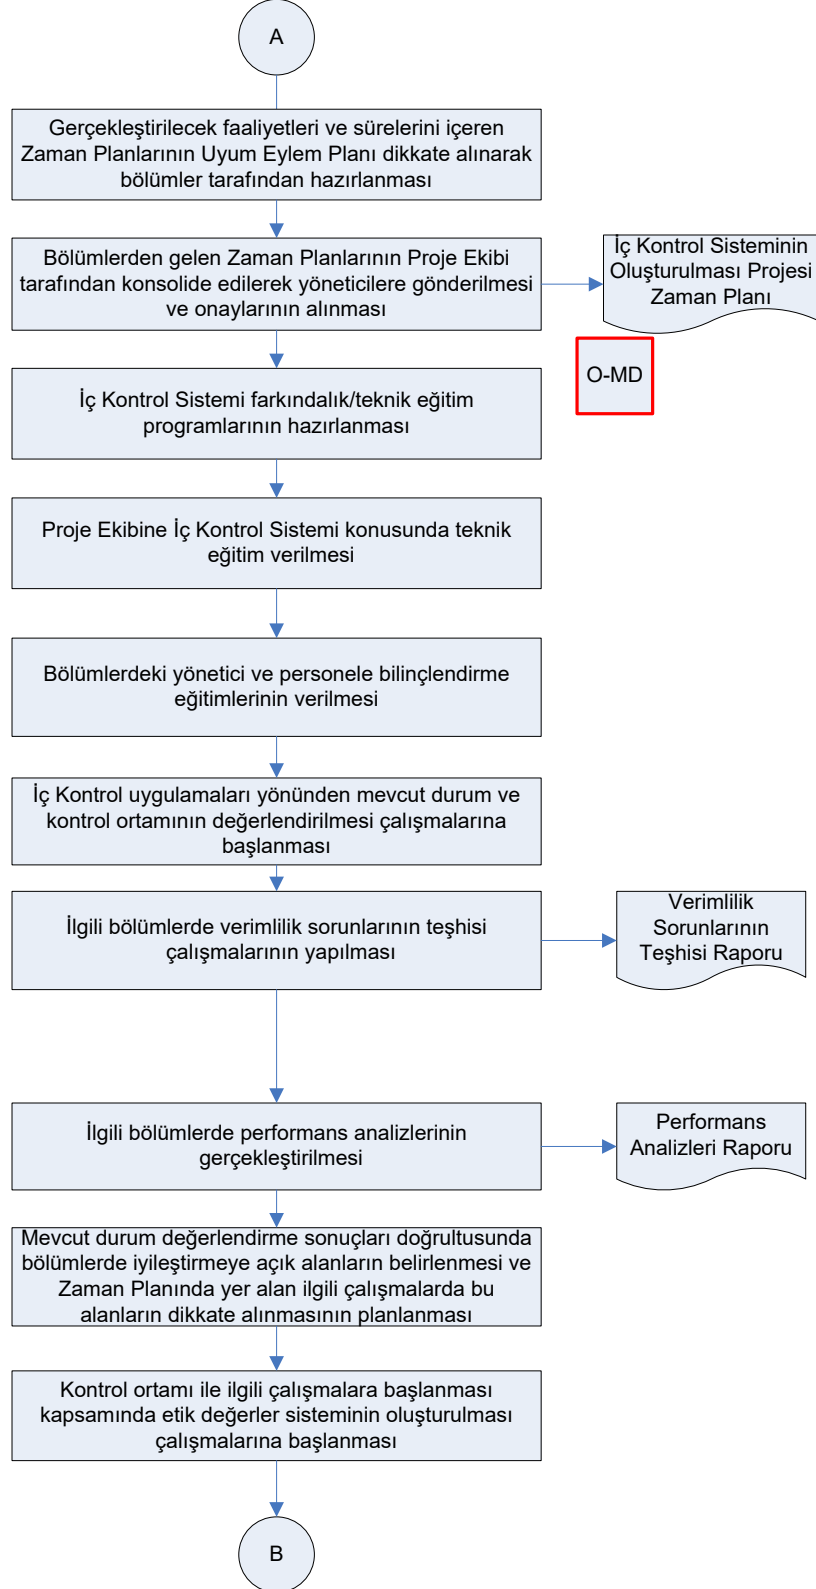 A
Gerçekleştirilecek faaliyetleri ve sürelerini içeren
Zaman Planlarının Uyum Eylem Planı dikkate alınarak
bölümler tarafından hazırlanması
Bölümlerden gelen Zaman Planlarının Proje Ekibi
tarafından konsolide edilerek yöneticilere gönderilmesi
ve onaylarının alınması
İç Kontrol Sisteminin
Oluşturulması Projesi
Zaman Planı
O-MD
İç Kontrol Sistemi farkındalık/teknik eğitim
programlarının hazırlanması
Proje Ekibine İç Kontrol Sistemi konusunda teknik
eğitim verilmesi
Bölümlerdeki yönetici ve personele bilinçlendirme
eğitimlerinin verilmesi
İç Kontrol uygulamaları yönünden mevcut durum ve
kontrol ortamının değerlendirilmesi çalışmalarına
başlanması
İlgili bölümlerde verimlilik sorunlarının teşhisi
çalışmalarının yapılması
Verimlilik
Sorunlarının
Teşhisi Raporu
İlgili bölümlerde performans analizlerinin
gerçekleştirilmesi
Performans
Analizleri Raporu
Mevcut durum değerlendirme sonuçları doğrultusunda
bölümlerde iyileştirmeye açık alanların belirlenmesi ve
Zaman Planında yer alan ilgili çalışmalarda bu
alanların dikkate alınmasının planlanması
Kontrol ortamı ile ilgili çalışmalara başlanması
kapsamında etik değerler sisteminin oluşturulması
çalışmalarına başlanması
B